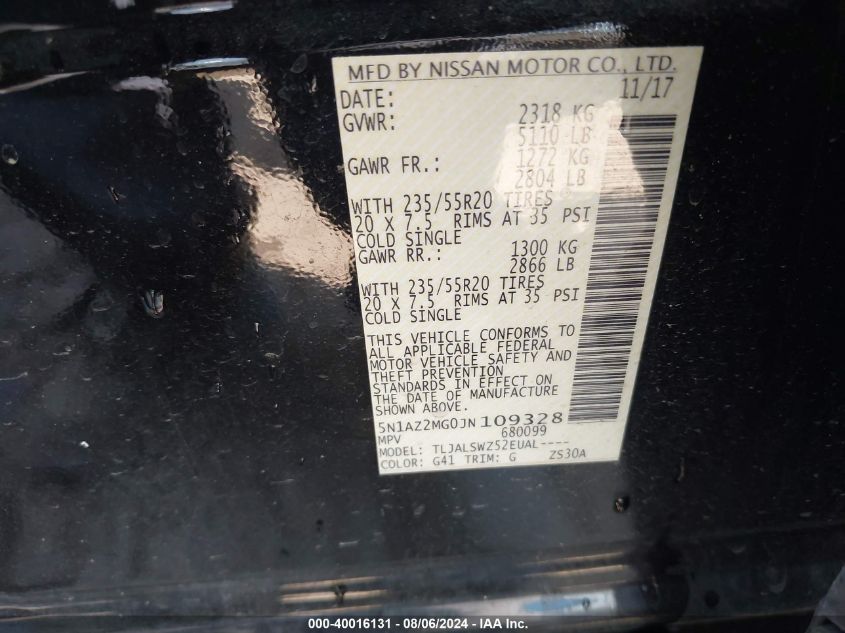 MFD BY NISSAN MOTOR CO., LTD.
DATE: 11/17
GVWR: 2318 KG
5110 LB
GAWR FR.: 1272 KG
2804 LB
WITH 235/55R20 TIRES
20 X 7.5 RIMS AT 35 PSI
COLD SINGLE
GAWR RR.: 1300 KG
2866 LB
WITH 235/55R20 TIRES
20 X 7.5 RIMS AT 35 PSI
COLD SINGLE
THIS VEHICLE CONFORMS TO
ALL APPLICABLE FEDERAL
MOTOR VEHICLE SAFETY AND
THEFT PREVENTION
STANDARDS IN EFFECT ON
THE DATE OF MANUFACTURE
SHOWN ABOVE.
5N1AZ2MG0JN109328
MPV 680099
MODEL: TLJALSWZ52EUAL----
COLOR: G41 TRIM: G ZS30A
000-40016131 - 08/06/2024 - IAA Inc.